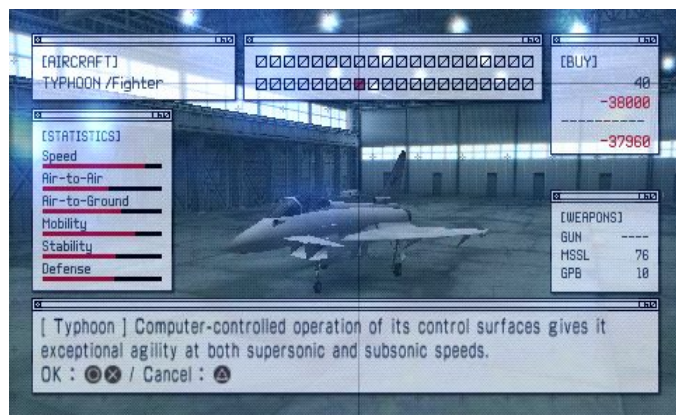 [AIRCRAFT]
TYPHOON /Fighter
[BUY]
40
-38000
----------
-37960
[STATISTICS]
Speed
Air-to-Air
Air-to-Ground
Mobility
Stability
Defense
[WEAPONS]
GUN ----
MSSL 76
GPB 10
[ Typhoon ] Computer-controlled operation of its control surfaces gives it
exceptional agility at both supersonic and subsonic speeds.
OK : / Cancel :